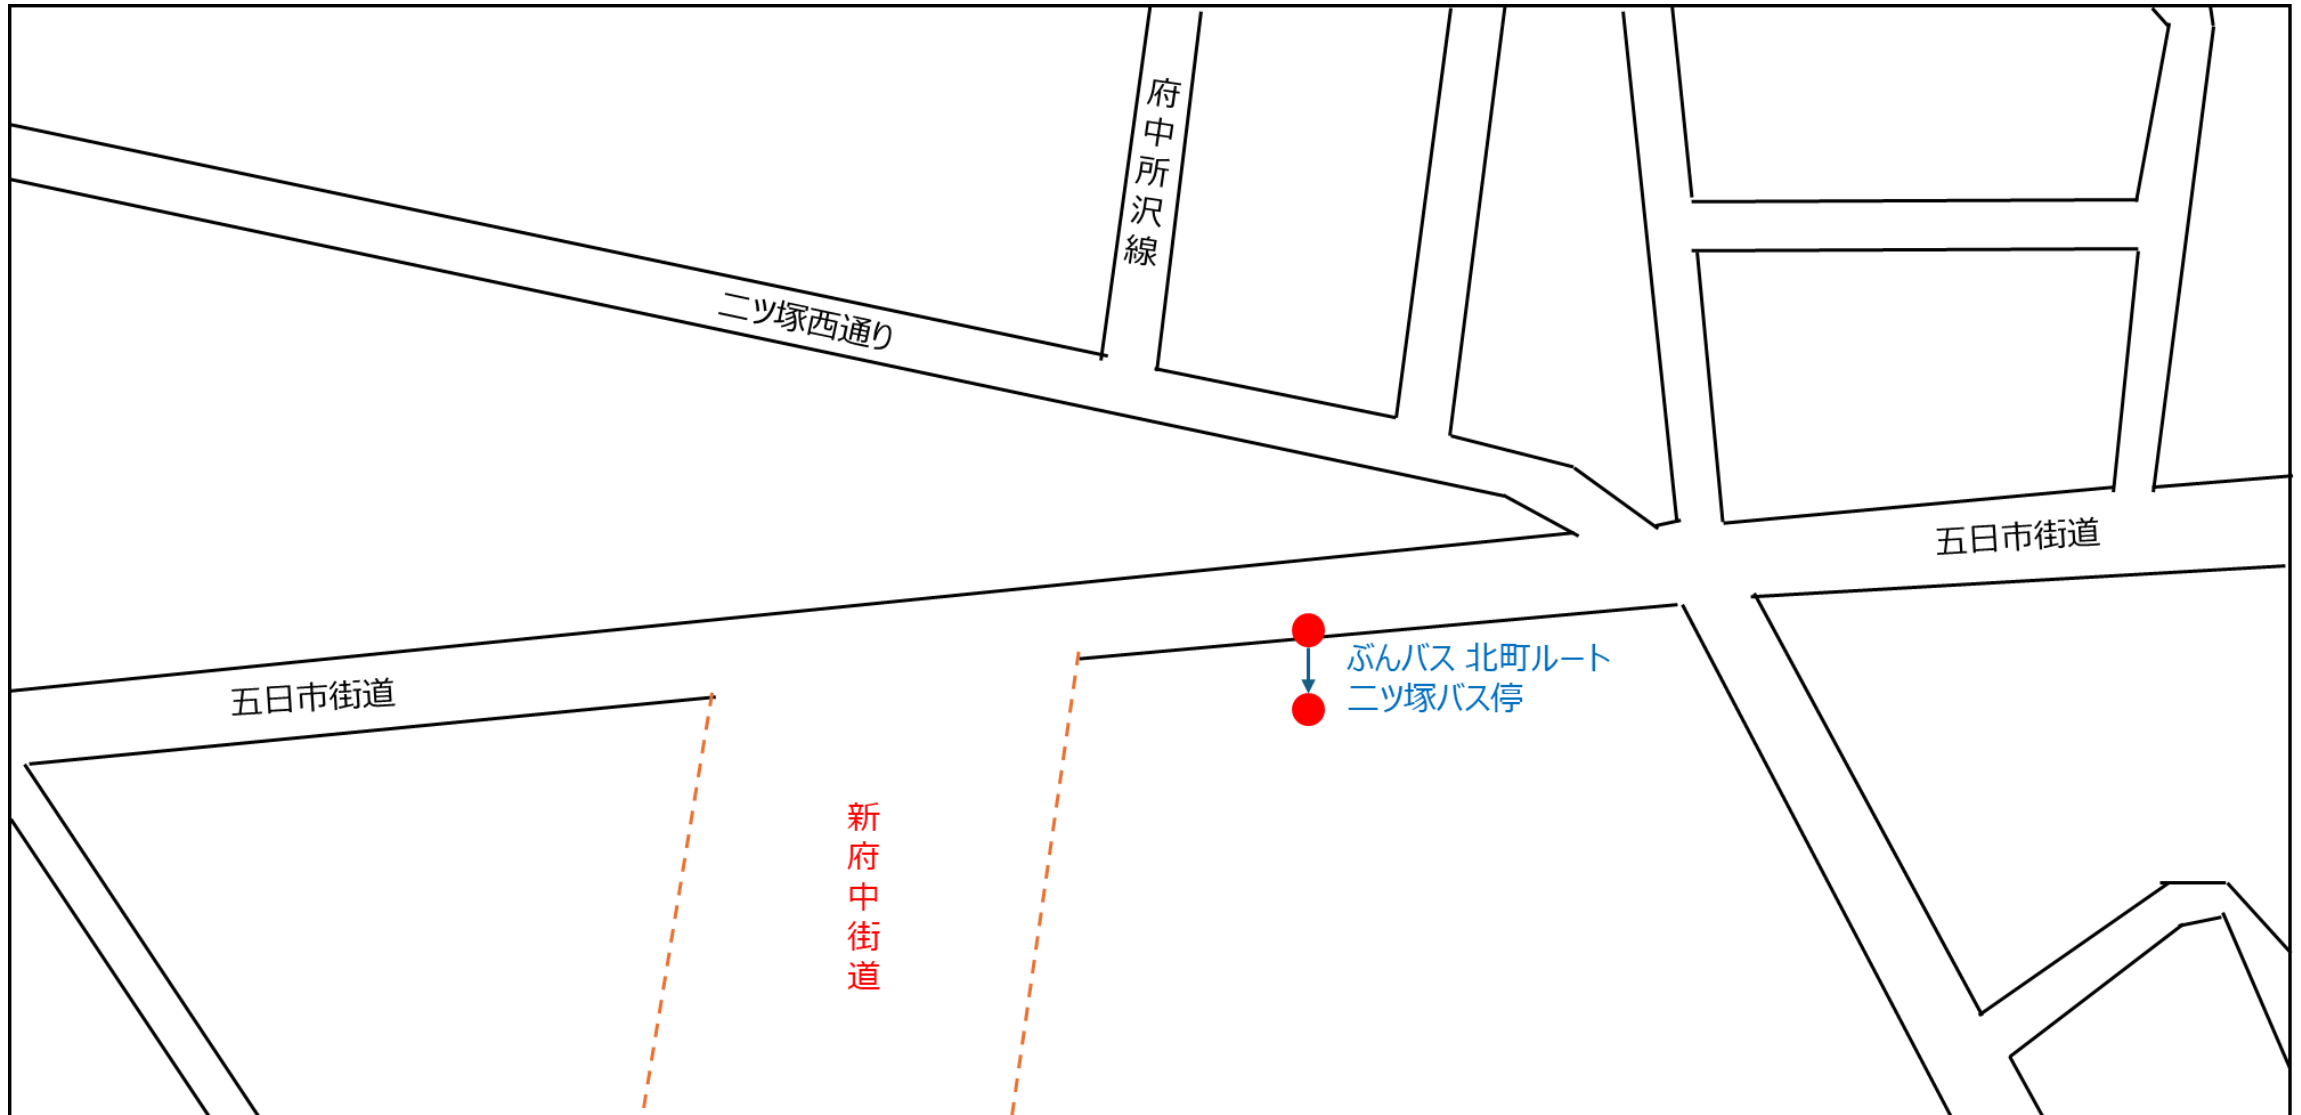 府中所沢線
二ツ塚西通り
五日市街道
ぶんバス 北町ルート
二ツ塚バス停
五日市街道
新府中街道